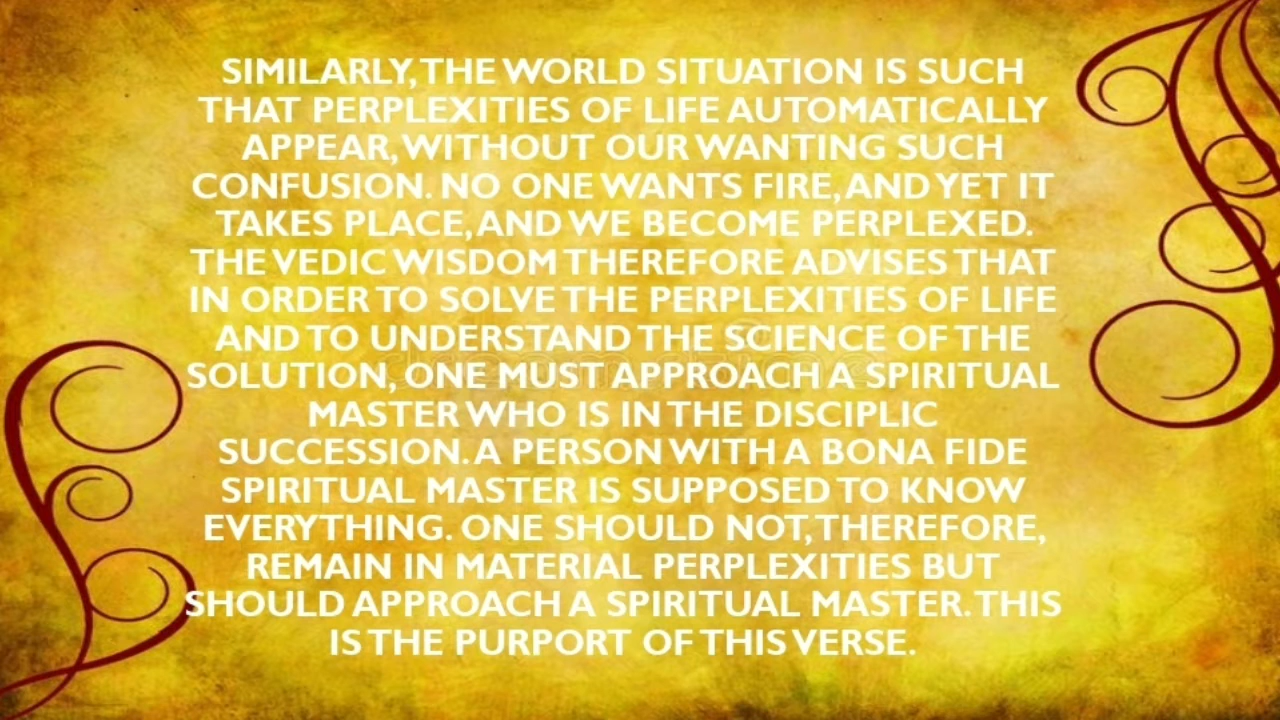 SIMILARLY, THE WORLD SITUATION IS SUCH
THAT PERPLEXITIES OF LIFE AUTOMATICALLY
APPEAR, WITHOUT OUR WANTING SUCH
CONFUSION. NO ONE WANTS FIRE, AND YET IT
TAKES PLACE, AND WE BECOME PERPLEXED.
THE VEDIC WISDOM THEREFORE ADVISES THAT
IN ORDER TO SOLVE THE PERPLEXITIES OF LIFE
AND TO UNDERSTAND THE SCIENCE OF THE
SOLUTION, ONE MUST APPROACH A SPIRITUAL
MASTER WHO IS IN THE DISCIPLIC
SUCCESSION. A PERSON WITH A BONA FIDE
SPIRITUAL MASTER IS SUPPOSED TO KNOW
EVERYTHING. ONE SHOULD NOT, THEREFORE,
REMAIN IN MATERIAL PERPLEXITIES BUT
SHOULD APPROACH A SPIRITUAL MASTER. THIS
IS THE PURPORT OF THIS VERSE.